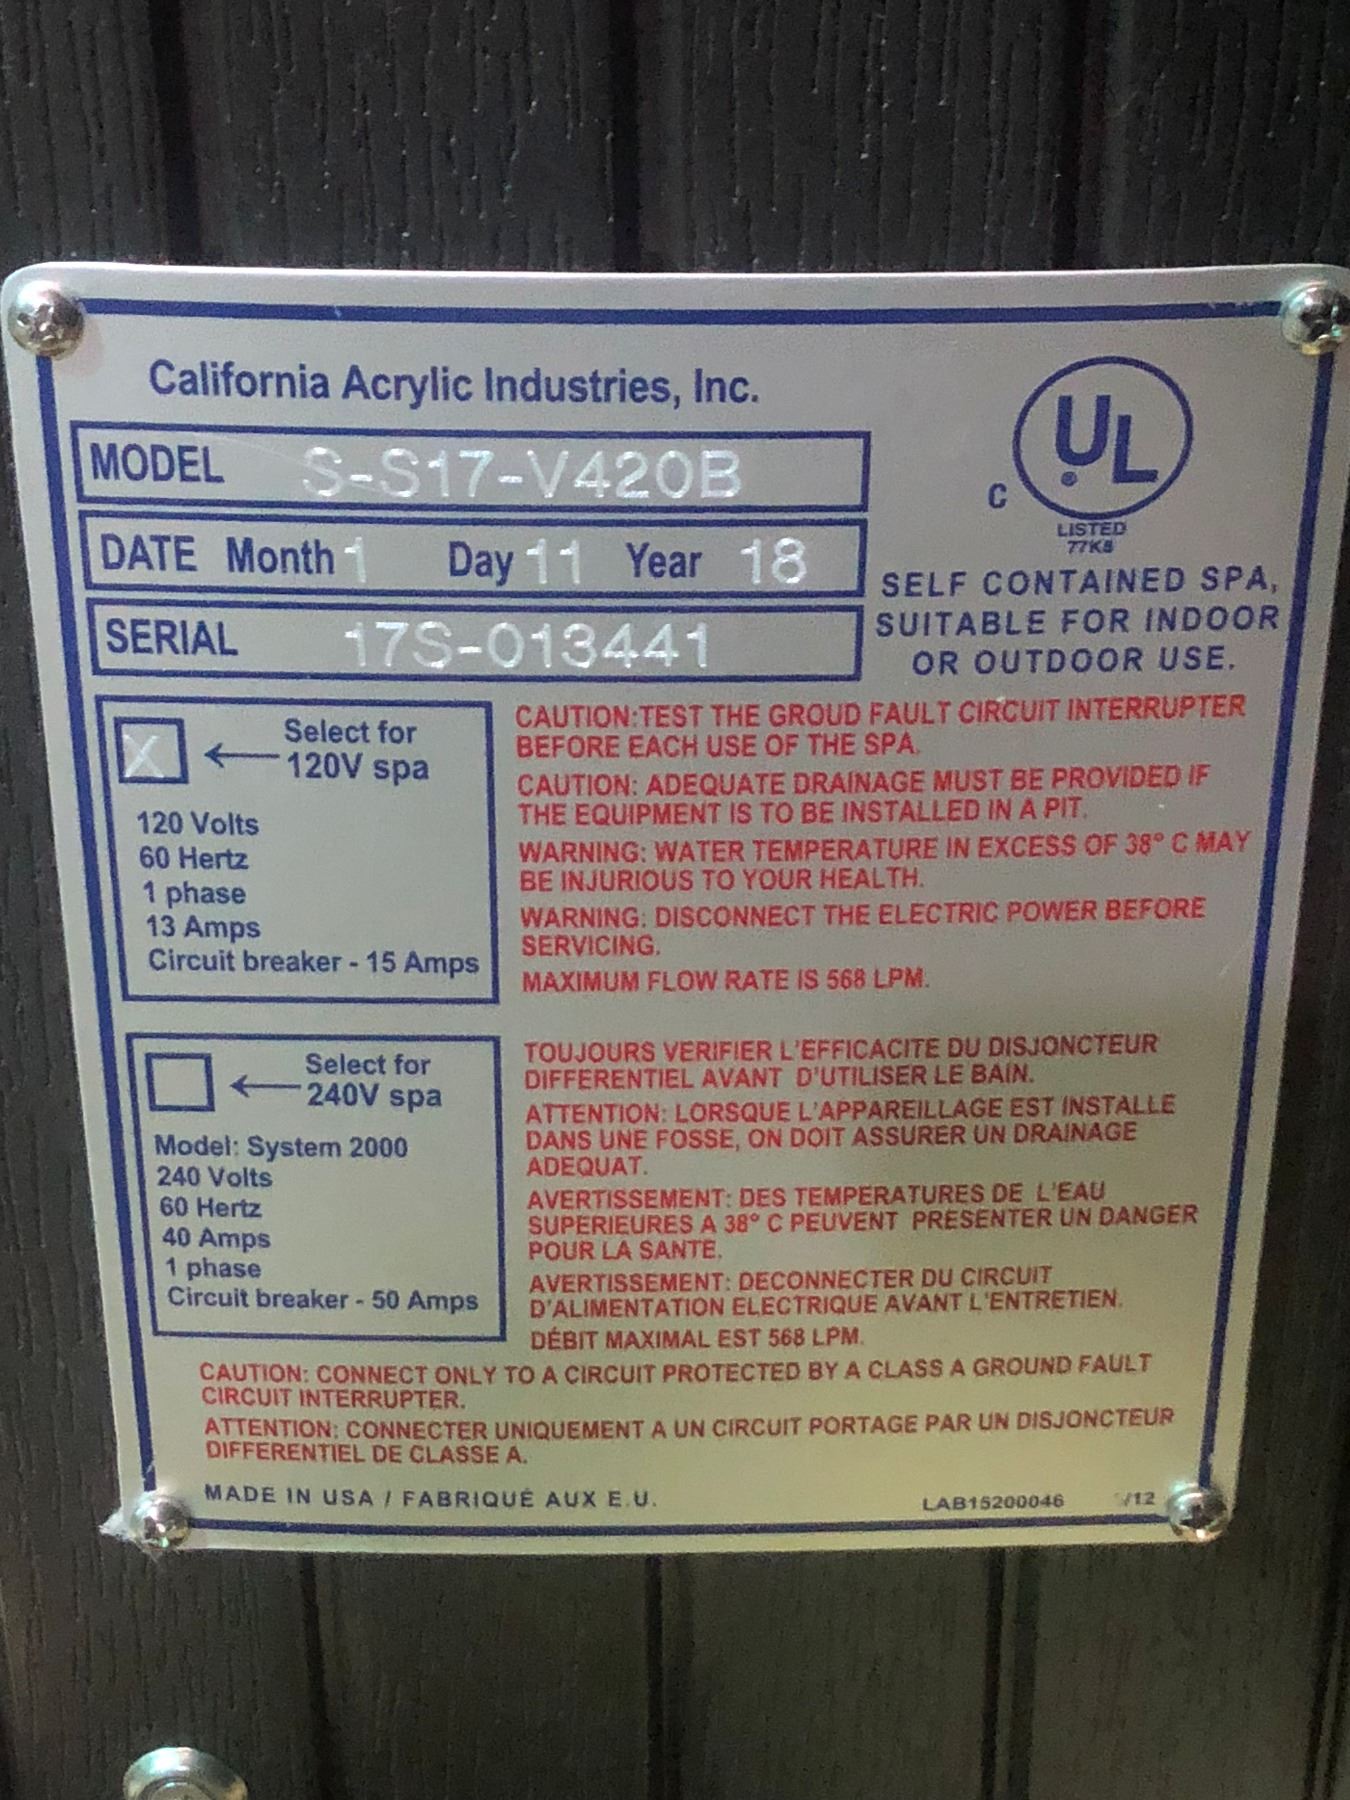 California Acrylic Industries, Inc.
MODEL S-S17-V420B
DATE Month 1 Day 11 Year 18
SERIAL 17S-013441
C UL
LISTED
77K8
SELF CONTAINED SPA,
SUITABLE FOR INDOOR
OR OUTDOOR USE.
X
Select for
120V spa
120 Volts
60 Hertz
1 phase
13 Amps
Circuit breaker - 15 Amps
Select for
240V spa
Model: System 2000
240 Volts
60 Hertz
40 Amps
1 phase
Circuit breaker - 50 Amps
CAUTION:TEST THE GROUD FAULT CIRCUIT INTERRUPTER
BEFORE EACH USE OF THE SPA.
CAUTION: ADEQUATE DRAINAGE MUST BE PROVIDED IF
THE EQUIPMENT IS TO BE INSTALLED IN A PIT.
WARNING: WATER TEMPERATURE IN EXCESS OF 38° C MAY
BE INJURIOUS TO YOUR HEALTH.
WARNING: DISCONNECT THE ELECTRIC POWER BEFORE
SERVICING.
MAXIMUM FLOW RATE IS 568 LPM.
TOUJOURS VERIFIER L'EFFICACITE DU DISJONCTEUR
DIFFERENTIEL AVANT D'UTILISER LE BAIN.
ATTENTION: LORSQUE L'APPAREILLAGE EST INSTALLE
DANS UNE FOSSE, ON DOIT ASSURER UN DRAINAGE
ADEQUAT.
AVERTISSEMENT: DES TEMPERATURES DE L'EAU
SUPERIEURES A 38° C PEUVENT PRESENTER UN DANGER
POUR LA SANTE.
AVERTISSEMENT: DECONNECTER DU CIRCUIT
D'ALIMENTATION ELECTRIQUE AVANT L'ENTRETIEN.
DÉBIT MAXIMAL EST 568 LPM.
CAUTION: CONNECT ONLY TO A CIRCUIT PROTECTED BY A CLASS A GROUND FAULT
CIRCUIT INTERRUPTER.
ATTENTION: CONNECTER UNIQUEMENT A UN CIRCUIT PORTAGE PAR UN DISJONCTEUR
DIFFERENTIEL DE CLASSE A.
MADE IN USA / FABRIQUÉ AUX E.U.
LAB15200046 /12